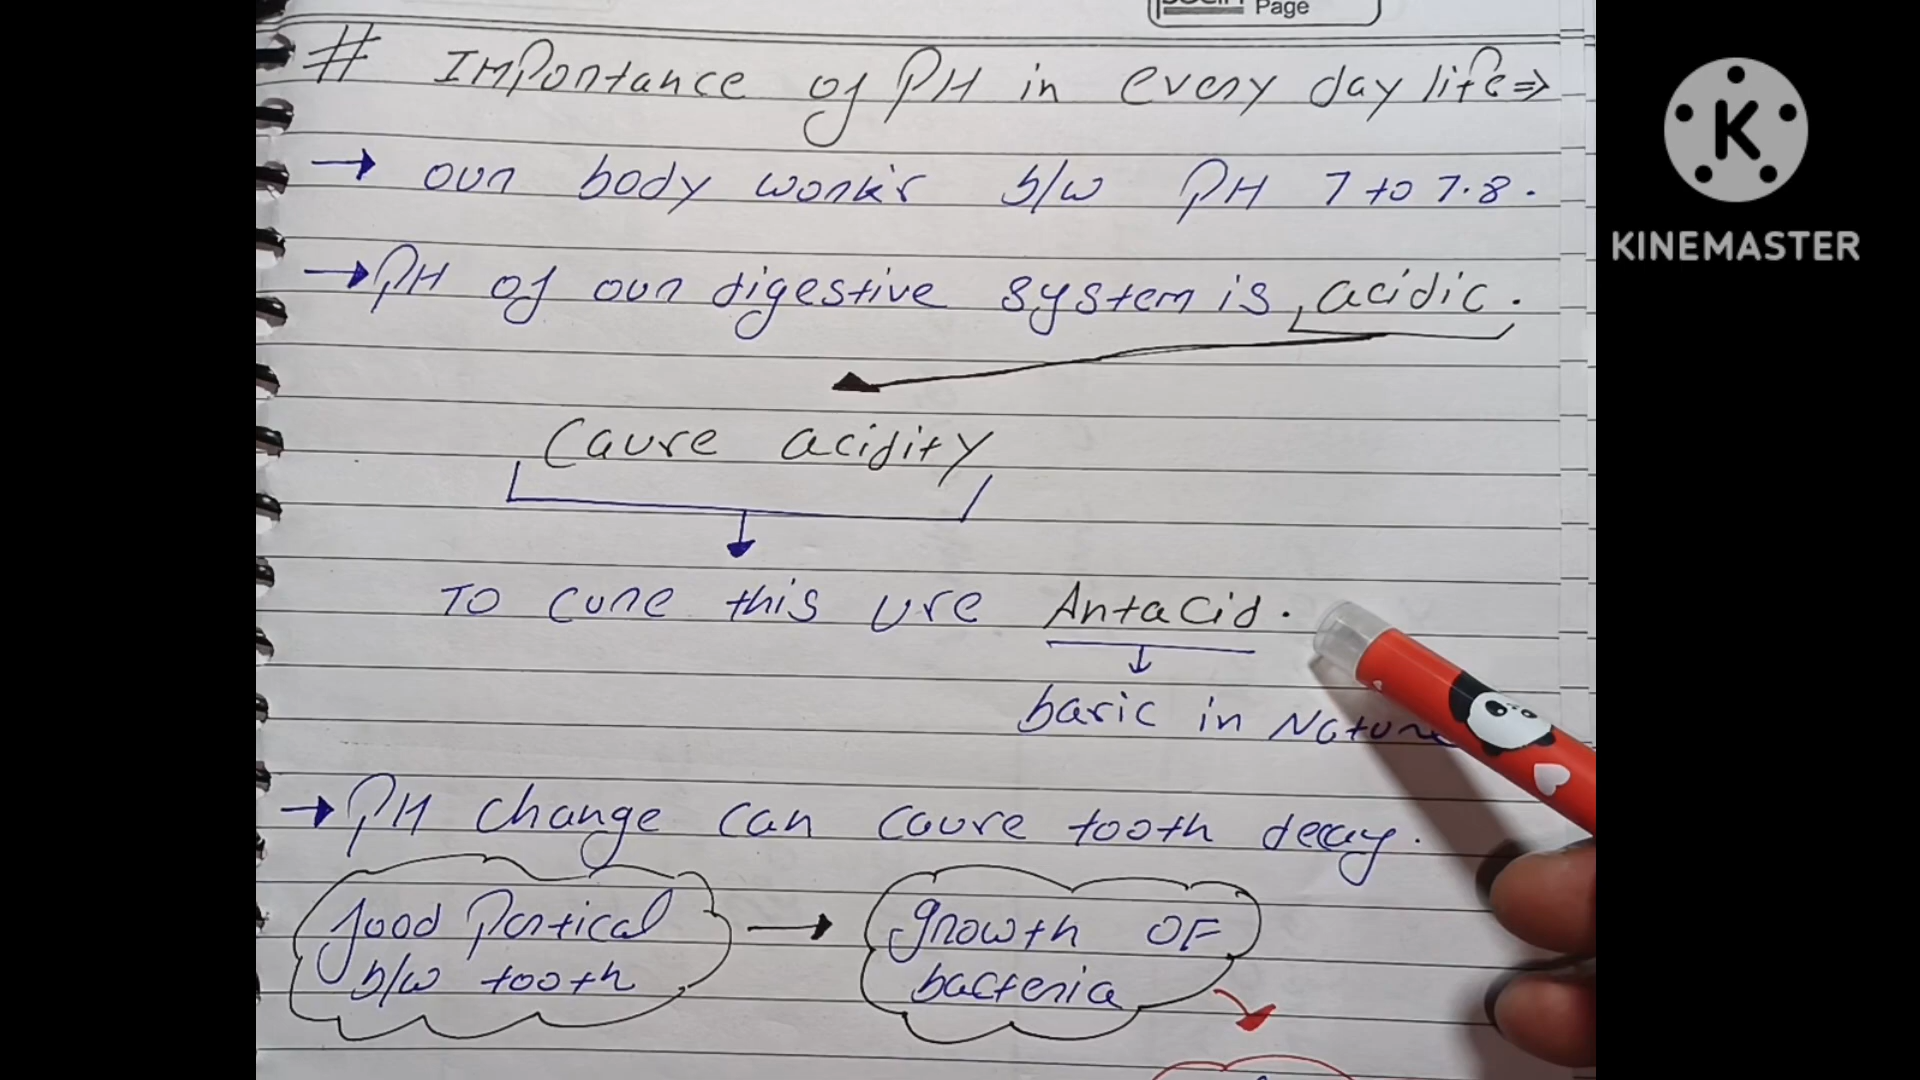 Page
# Importance of PH in every day life ⇒
→ our body work's b/w PH 7 to 7.8.
→ PH of our digestive system is acidic.
Cause acidity
To cure this use Antacid.
basic in Nature
→ PH change can cause tooth decay.
food Partical b/w tooth → growth OF bacteria
K
KINEMASTER